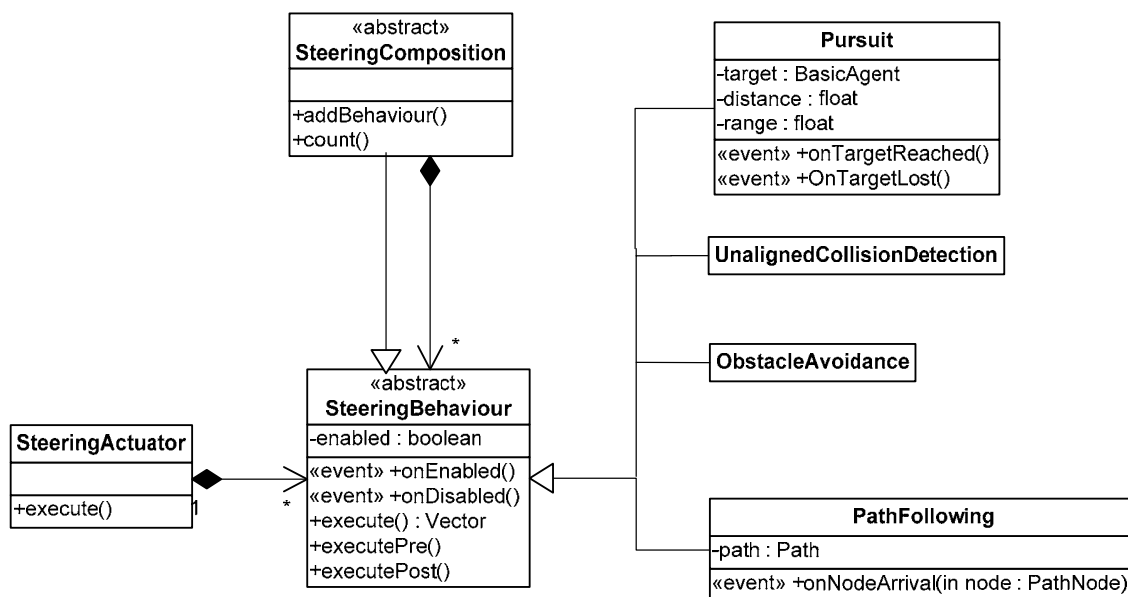 «abstract»
SteeringComposition
+addBehaviour()
+count()
*
«abstract»
SteeringBehaviour
-enabled : boolean
«event» +onEnabled()
«event» +onDisabled()
+execute() : Vector
+executePre()
+executePost()
SteeringActuator
+execute()
1
*
Pursuit
-target : BasicAgent
-distance : float
-range : float
«event» +onTargetReached()
«event» +OnTargetLost()
UnalignedCollisionDetection
ObstacleAvoidance
PathFollowing
-path : Path
«event» +onNodeArrival(in node : PathNode)